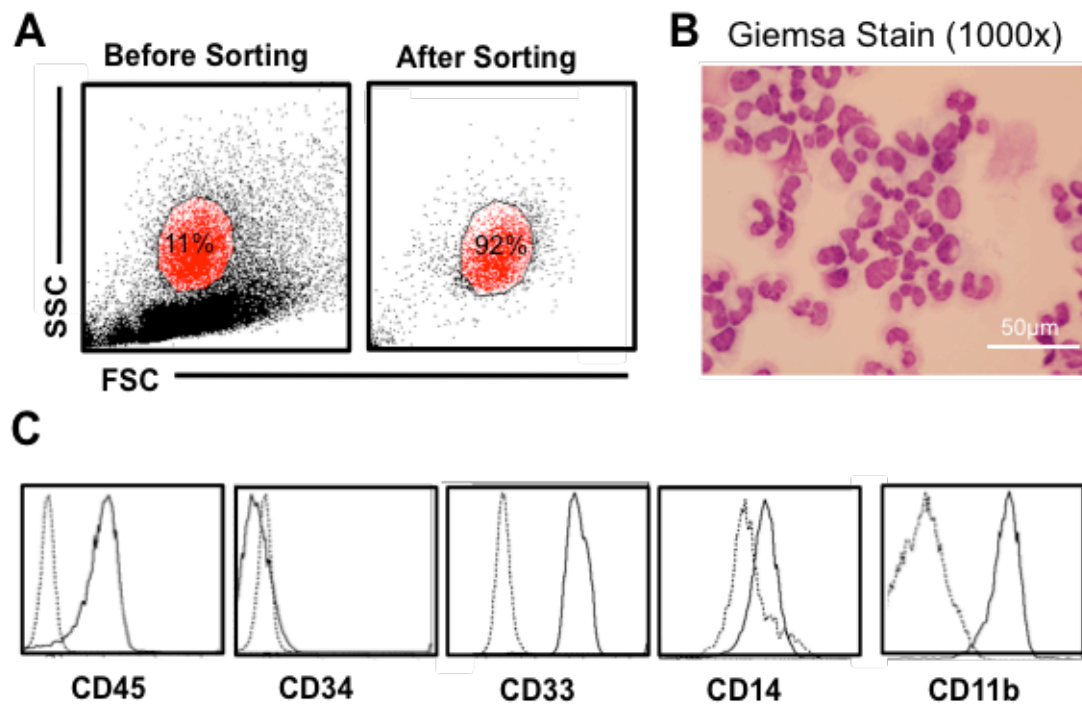 A
Before Sorting
After Sorting
SSC
11%
92%
FSC
B
Giemsa Stain (1000x)
50µm
C
CD45
CD34
CD33
CD14
CD11b